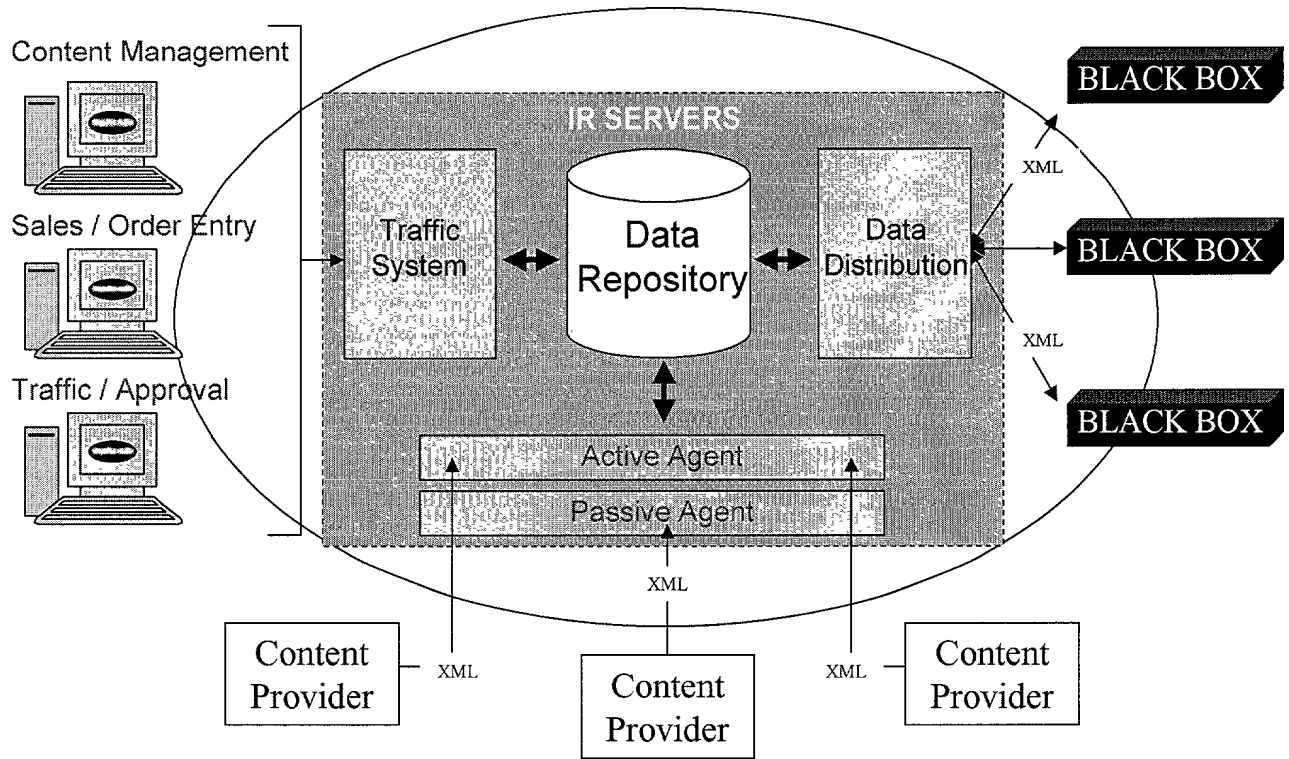 Content Management
Sales / Order Entry
Traffic / Approval
IR SERVERS
Traffic
System
Data
Repository
Data
Distribution
Active Agent
Passive Agent
XML
XML
BLACK BOX
BLACK BOX
BLACK BOX
XML
XML
XML
Content
Provider
Content
Provider
Content
Provider